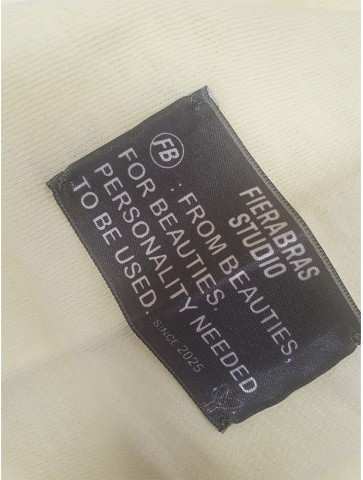 FB
FIERABRAS
STUDIO
: FROM BEAUTIES,
FOR BEAUTIES.
PERSONALITY NEEDED
TO BE USED.
SINCE 2025